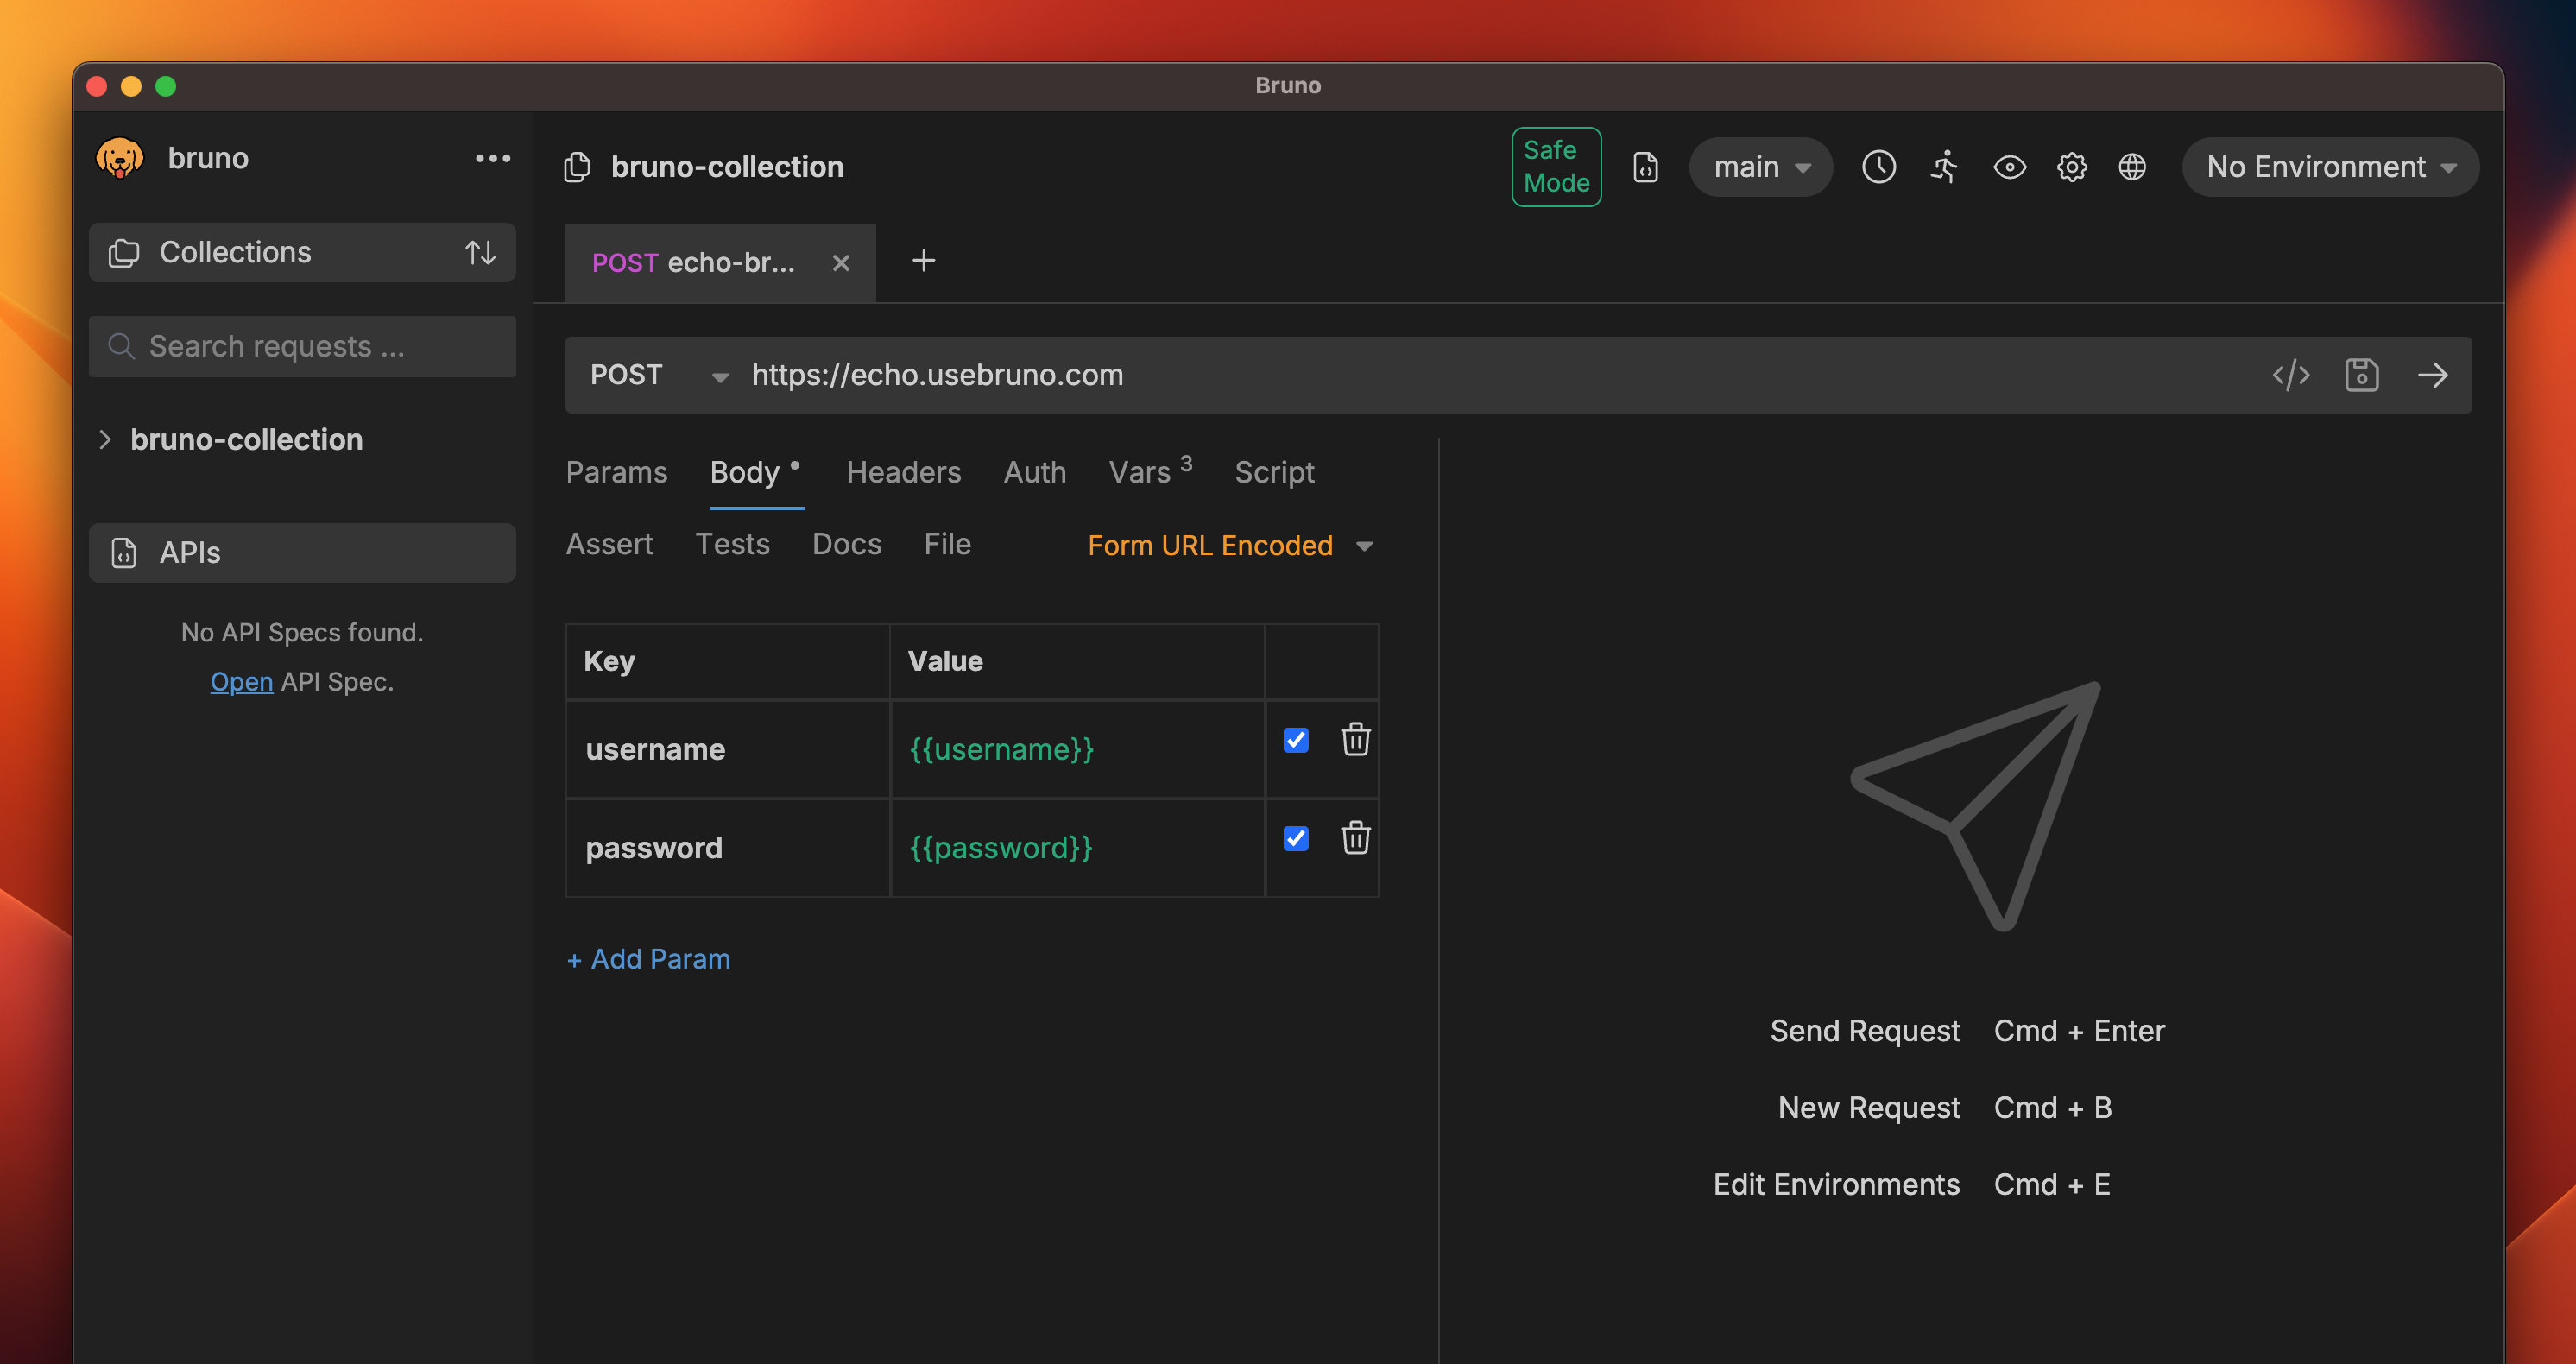 Bruno
bruno
bruno-collection
Safe Mode
main
No Environment
Collections
POST echo-br...
Search requests ...
POST
https://echo.usebruno.com
bruno-collection
Params Body Headers Auth Vars 3 Script
Assert Tests Docs File Form URL Encoded
APIs
No API Specs found.
Open API Spec.
Key Value
username {{username}}
password {{password}}
+ Add Param
Send Request Cmd + Enter
New Request Cmd + B
Edit Environments Cmd + E